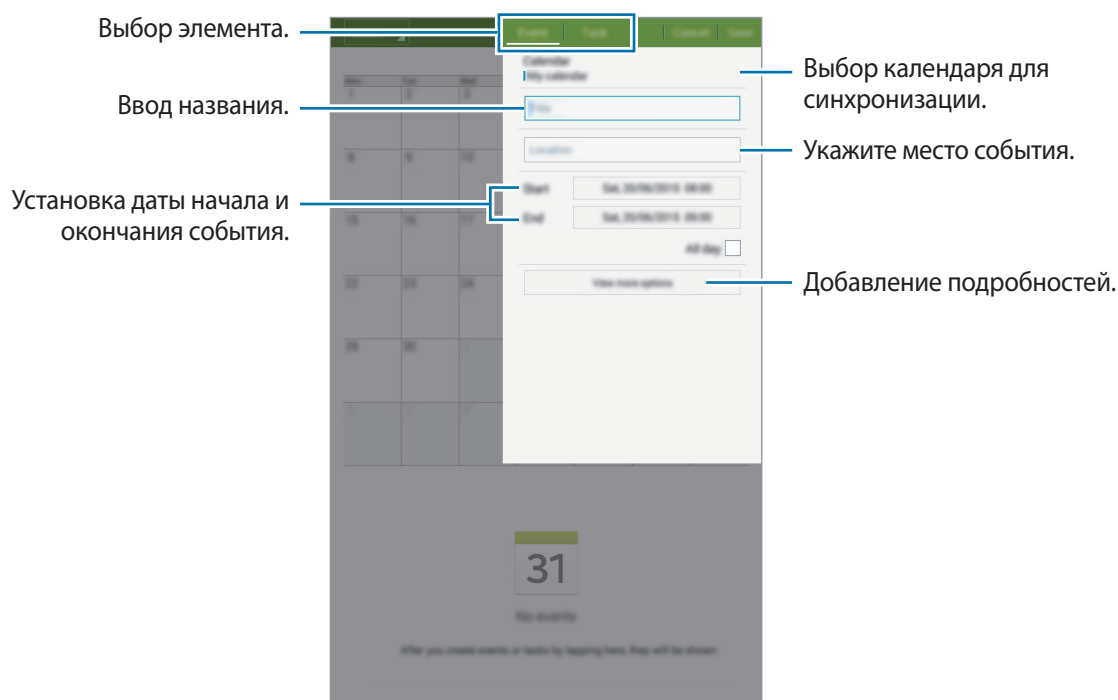 Выбор элемента.
Event Task Cancel Save
Calendar
My calendar
Выбор календаря для
синхронизации.
Ввод названия.
Title
Location
Укажите место события.
Установка даты начала и
окончания события.
Start Sat, 20/06/2015 08:00
End Sat, 20/06/2015 09:00
All day
View more options
Добавление подробностей.
Mon Tue Wed
1 2 3
8 9 10
15 16 17
22 23 24
29 30
31
No events
After you create events or tasks by tapping here, they will be shown